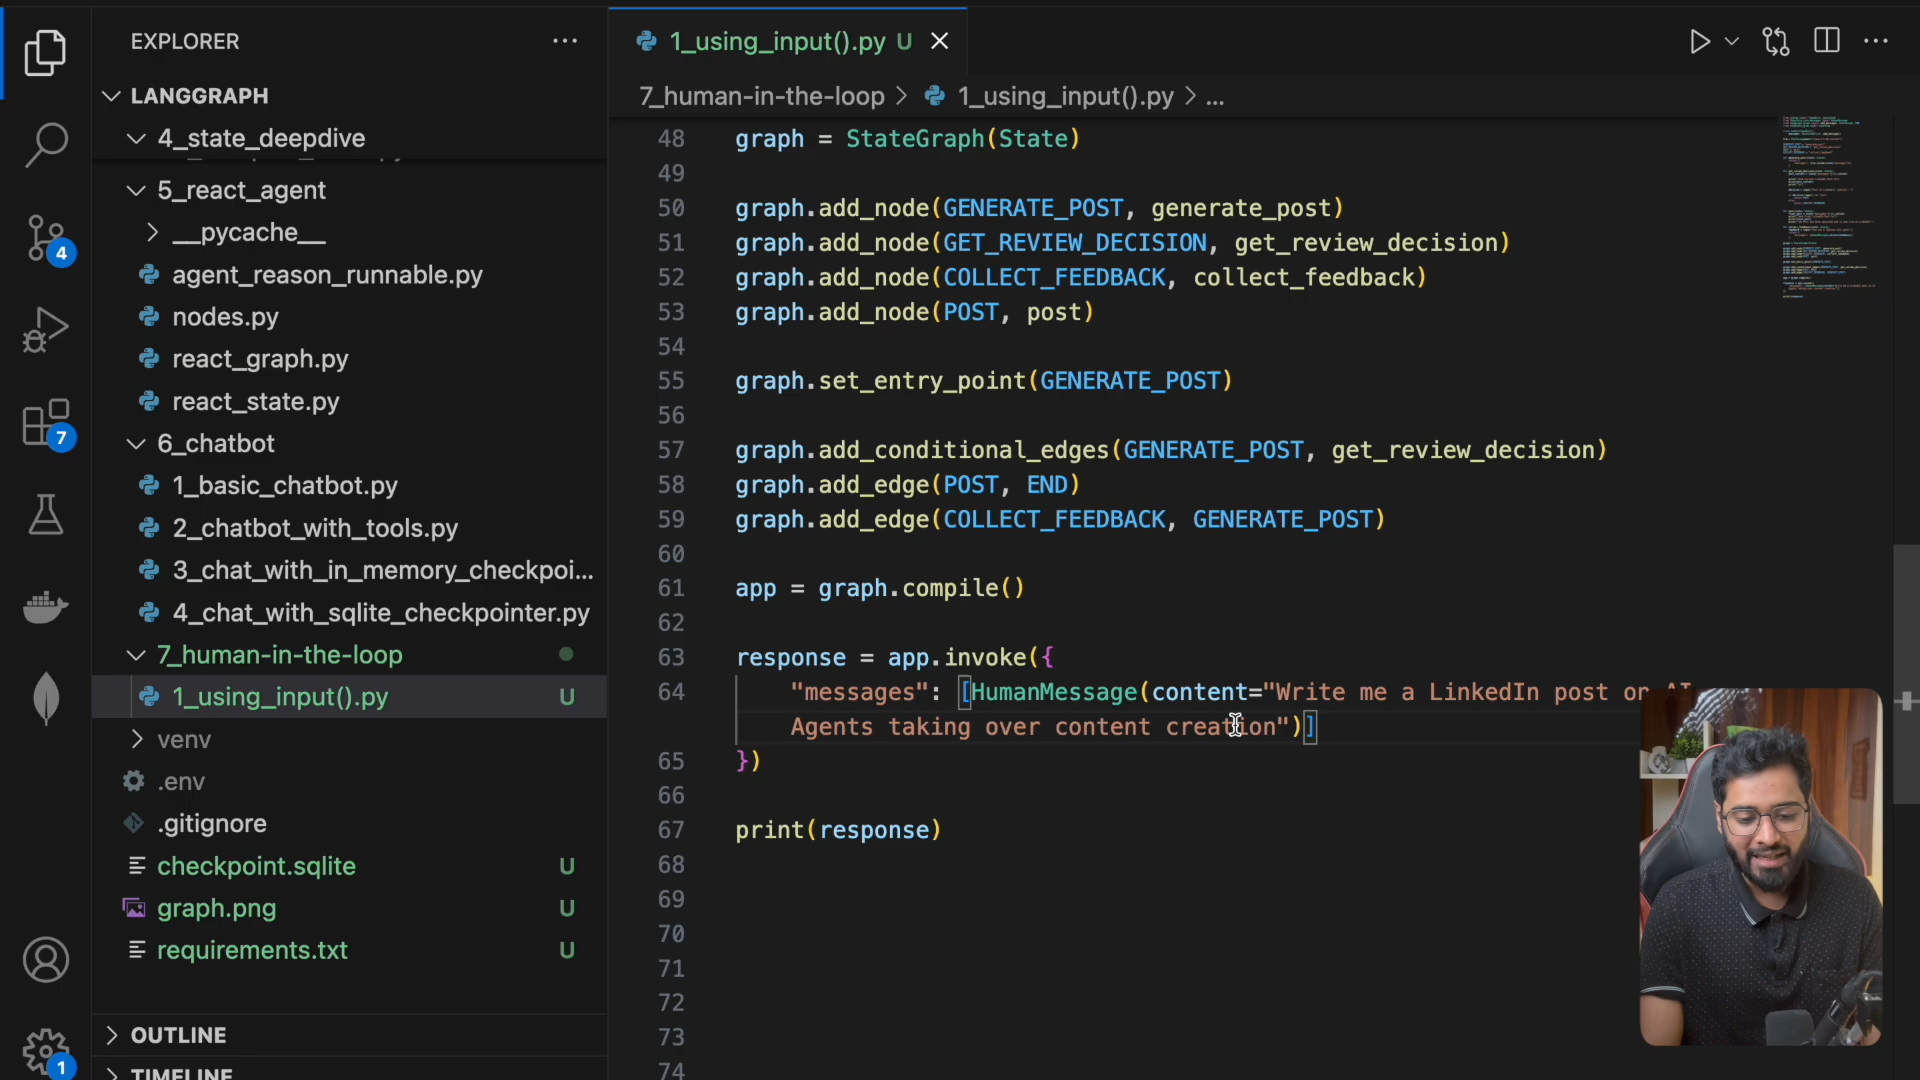 EXPLORER
LANGGRAPH
4_state_deepdive
5_react_agent
__pycache__
agent_reason_runnable.py
nodes.py
react_graph.py
react_state.py
6_chatbot
1_basic_chatbot.py
2_chatbot_with_tools.py
3_chat_with_in_memory_checkpoi...
4_chat_with_sqlite_checkpointer.py
7_human-in-the-loop
1_using_input().py U
venv
.env
.gitignore
checkpoint.sqlite U
graph.png U
requirements.txt U
OUTLINE
TIMELINE
4
7
1
1_using_input().py U
7_human-in-the-loop > 1_using_input().py > ...
48 graph = StateGraph(State)
49
50 graph.add_node(GENERATE_POST, generate_post)
51 graph.add_node(GET_REVIEW_DECISION, get_review_decision)
52 graph.add_node(COLLECT_FEEDBACK, collect_feedback)
53 graph.add_node(POST, post)
54
55 graph.set_entry_point(GENERATE_POST)
56
57 graph.add_conditional_edges(GENERATE_POST, get_review_decision)
58 graph.add_edge(POST, END)
59 graph.add_edge(COLLECT_FEEDBACK, GENERATE_POST)
60
61 app = graph.compile()
62
63 response = app.invoke({
64 "messages": [HumanMessage(content="Write me a LinkedIn post on AI
Agents taking over content creation")]
65 })
66
67 print(response)
68
69
70
71
72
73
74